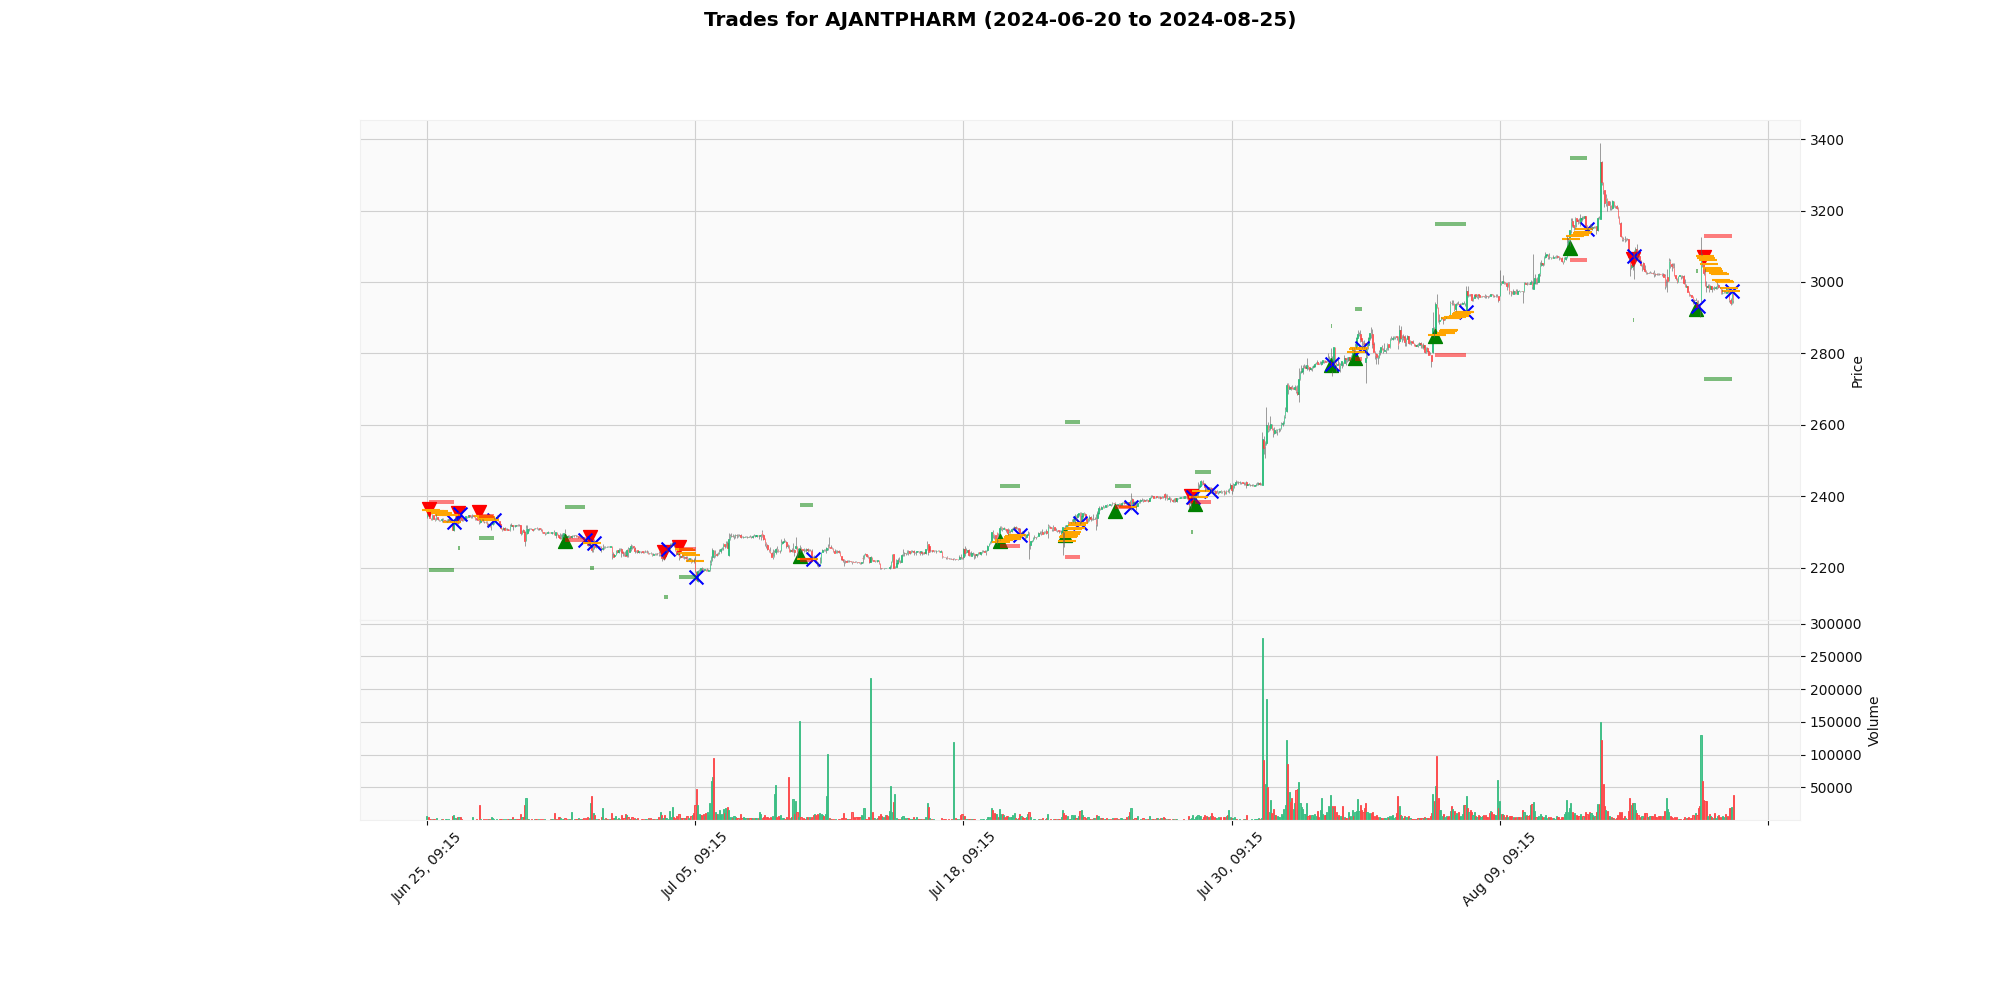 Trades for AJANTPHARM (2024-06-20 to 2024-08-25)
3400
3200
3000
2800
2600
2400
2200
Price
300000
250000
200000
150000
100000
50000
Volume
Jun 25, 09:15
Jul 05, 09:15
Jul 18, 09:15
Jul 30, 09:15
Aug 09, 09:15